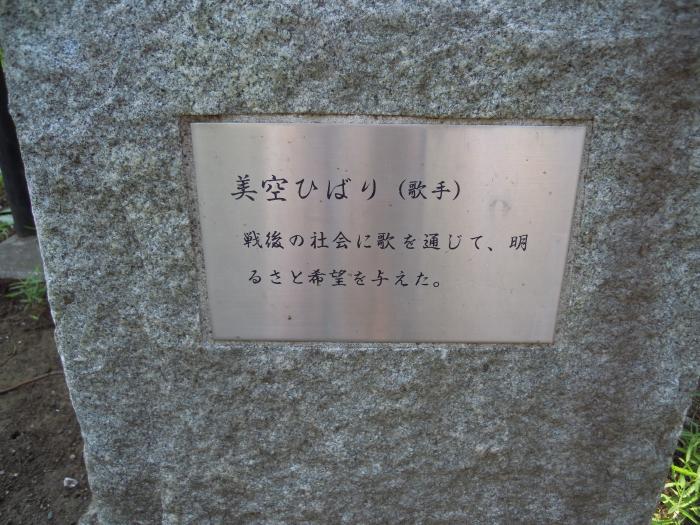 美空ひばり（歌手）
戦後の社会に歌を通じて、明
るさと希望を与えた。